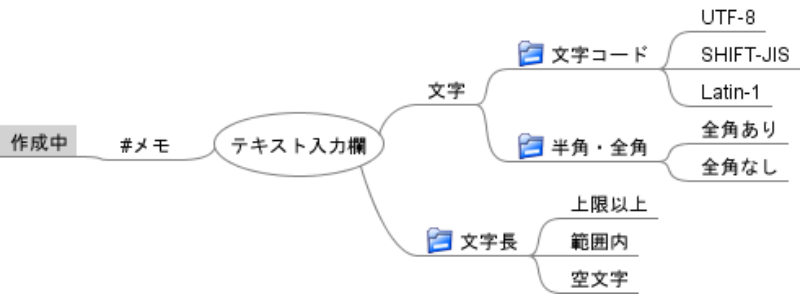 UTF-8
文字コード
SHIFT-JIS
文字
Latin-1
作成中
#メモ
テキスト入力欄
半角・全角
全角あり
全角なし
上限以上
文字長
範囲内
空文字